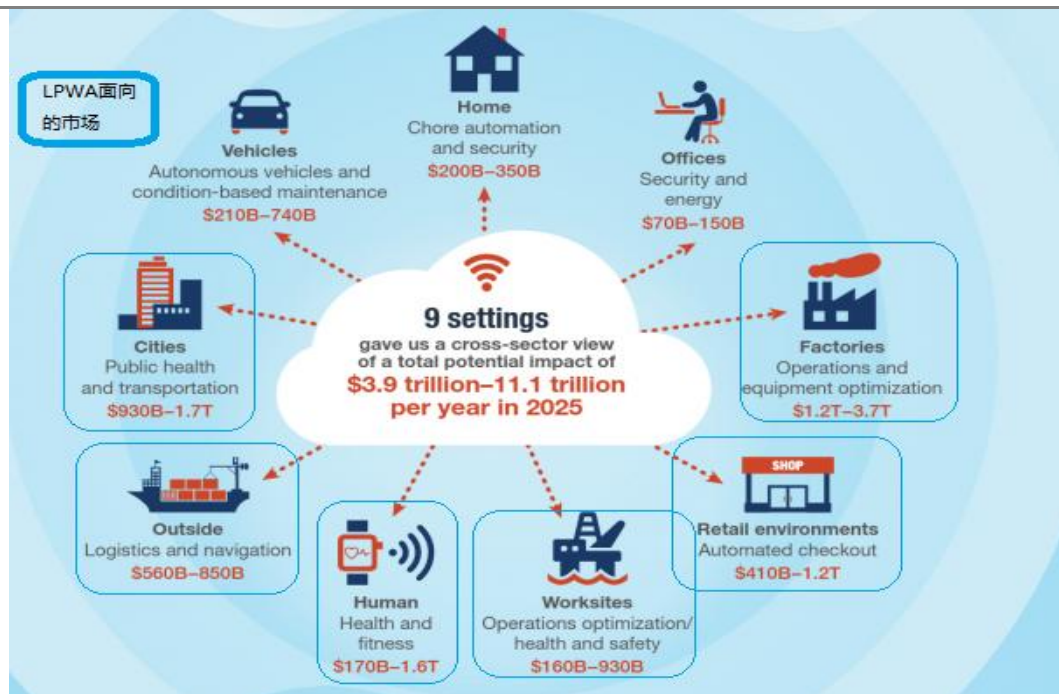 LPWA面向
的市场
Home
Chore automation
and security
$200B–350B
Vehicles
Autonomous vehicles and
condition-based maintenance
$210B–740B
Offices
Security and
energy
$70B–150B
9 settings
gave us a cross-sector view
of a total potential impact of
$3.9 trillion–11.1 trillion
per year in 2025
Cities
Public health
and transportation
$930B–1.7T
Factories
Operations and
equipment optimization
$1.2T–3.7T
Outside
Logistics and navigation
$560B–850B
SHOP
Retail environments
Automated checkout
$410B–1.2T
Human
Health and
fitness
$170B–1.6T
Worksites
Operations optimization/
health and safety
$160B–930B